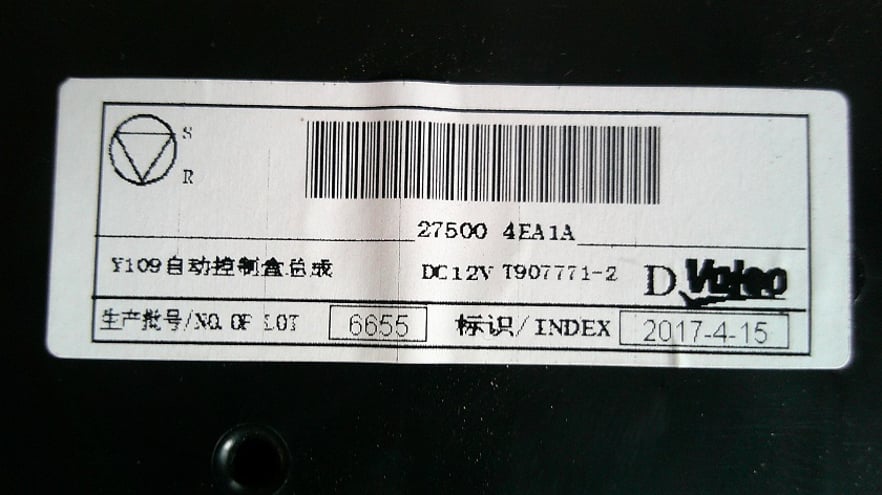 S
R
27500 4EA1A
Y109自动控制盒总成 DC12V T907771-2 D Valeo
生产批号/NO. OF LOT 6655 标识/INDEX 2017-4-15